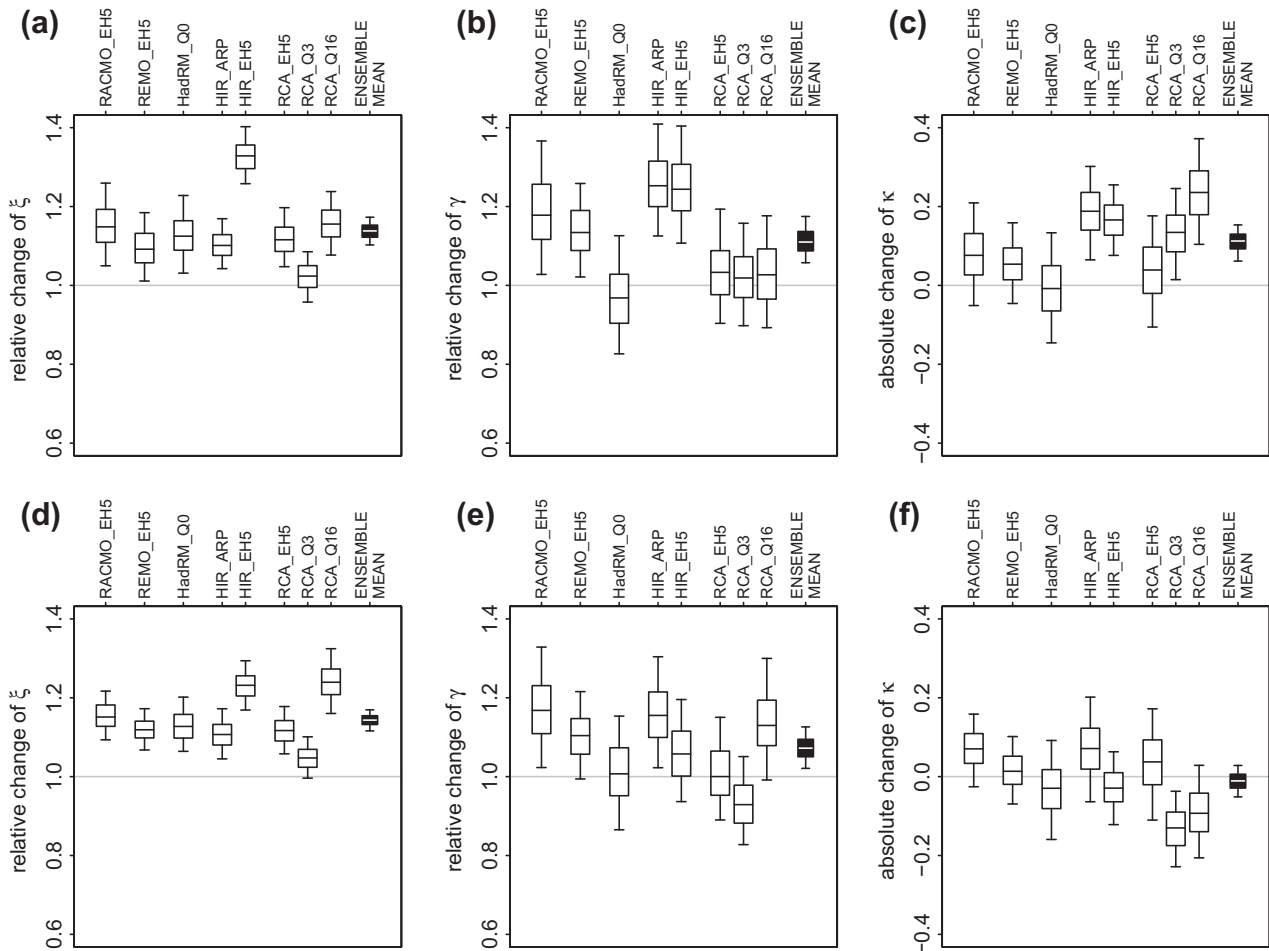 (a)
RACMO_EH5
REMO_EH5
HadRM_Q0
HIR_ARP
HIR_EH5
RCA_EH5
RCA_Q3
RCA_Q16
ENSEMBLE
MEAN
relative change of ξ
1.4
1.2
1.0
0.8
0.6
(b)
RACMO_EH5
REMO_EH5
HadRM_Q0
HIR_ARP
HIR_EH5
RCA_EH5
RCA_Q3
RCA_Q16
ENSEMBLE
MEAN
relative change of γ
1.4
1.2
1.0
0.8
0.6
(c)
RACMO_EH5
REMO_EH5
HadRM_Q0
HIR_ARP
HIR_EH5
RCA_EH5
RCA_Q3
RCA_Q16
ENSEMBLE
MEAN
absolute change of κ
0.4
0.2
0.0
−0.2
−0.4
(d)
RACMO_EH5
REMO_EH5
HadRM_Q0
HIR_ARP
HIR_EH5
RCA_EH5
RCA_Q3
RCA_Q16
ENSEMBLE
MEAN
relative change of ξ
1.4
1.2
1.0
0.8
0.6
(e)
RACMO_EH5
REMO_EH5
HadRM_Q0
HIR_ARP
HIR_EH5
RCA_EH5
RCA_Q3
RCA_Q16
ENSEMBLE
MEAN
relative change of γ
1.4
1.2
1.0
0.8
0.6
(f)
RACMO_EH5
REMO_EH5
HadRM_Q0
HIR_ARP
HIR_EH5
RCA_EH5
RCA_Q3
RCA_Q16
ENSEMBLE
MEAN
absolute change of κ
0.4
0.2
0.0
−0.2
−0.4